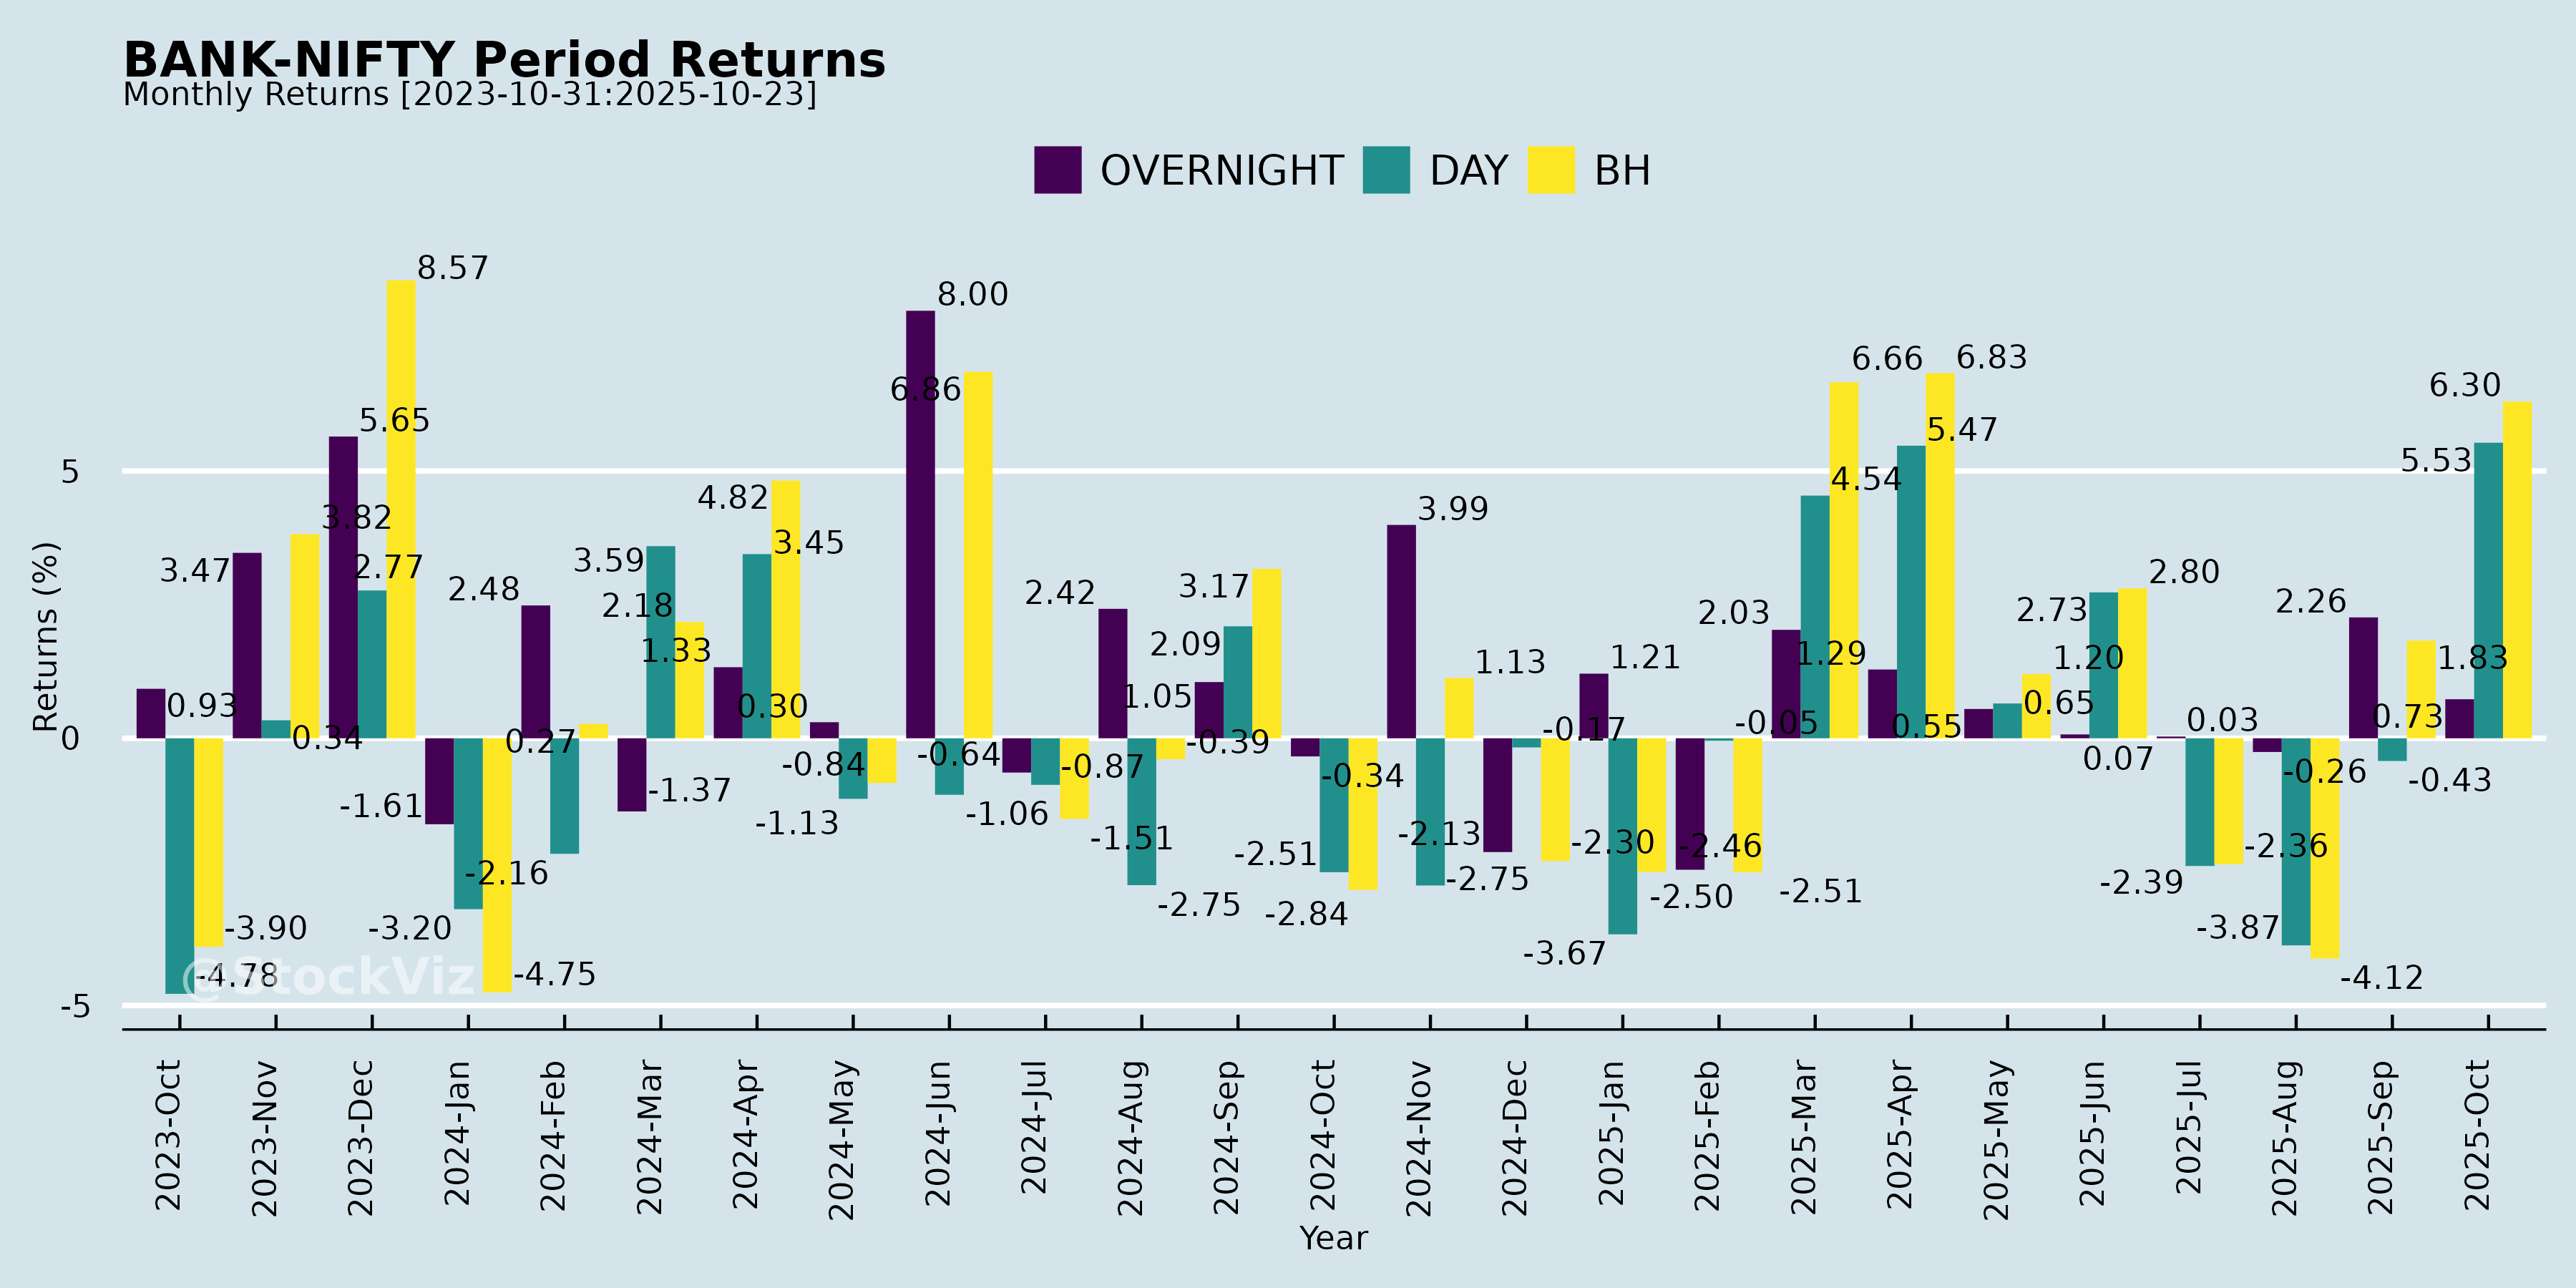 BANK-NIFTY Period Returns
Monthly Returns [2023-10-31:2025-10-23]
OVERNIGHT DAY BH
8.57
8.00
6.66 6.83
6.86 6.30
5.65 5.47
5.53
5
4.82 4.54
3.82 3.99
3.47 2.77 3.59 3.45
2.48 2.42 3.17 2.80
2.18 2.03 2.73 2.26
1.33 2.09 1.13 1.21 1.29 1.20 1.83
0.93 0.30 1.05 0.65 0.03 0.73
0.34 0.27 -0.39 -0.17 -0.05 0.55
0
-0.84 -0.64 -0.87 -0.34 0.07 -0.26 -0.43
-1.61 -1.37 -1.13 -1.06
-1.51 -2.13 -2.30 -2.46 -2.36
-2.16 -2.51 -2.75 -2.50 -2.51 -2.39
-3.90 -3.20 -2.75 -2.84 -3.87
-3.67
-4.78 -4.75 -4.12
@StockViz
-5
Returns (%)
2023-Oct
2023-Nov
2023-Dec
2024-Jan
2024-Feb
2024-Mar
2024-Apr
2024-May
2024-Jun
2024-Jul
2024-Aug
2024-Sep
2024-Oct
2024-Nov
2024-Dec
2025-Jan
2025-Feb
2025-Mar
2025-Apr
2025-May
2025-Jun
2025-Jul
2025-Aug
2025-Sep
2025-Oct
Year